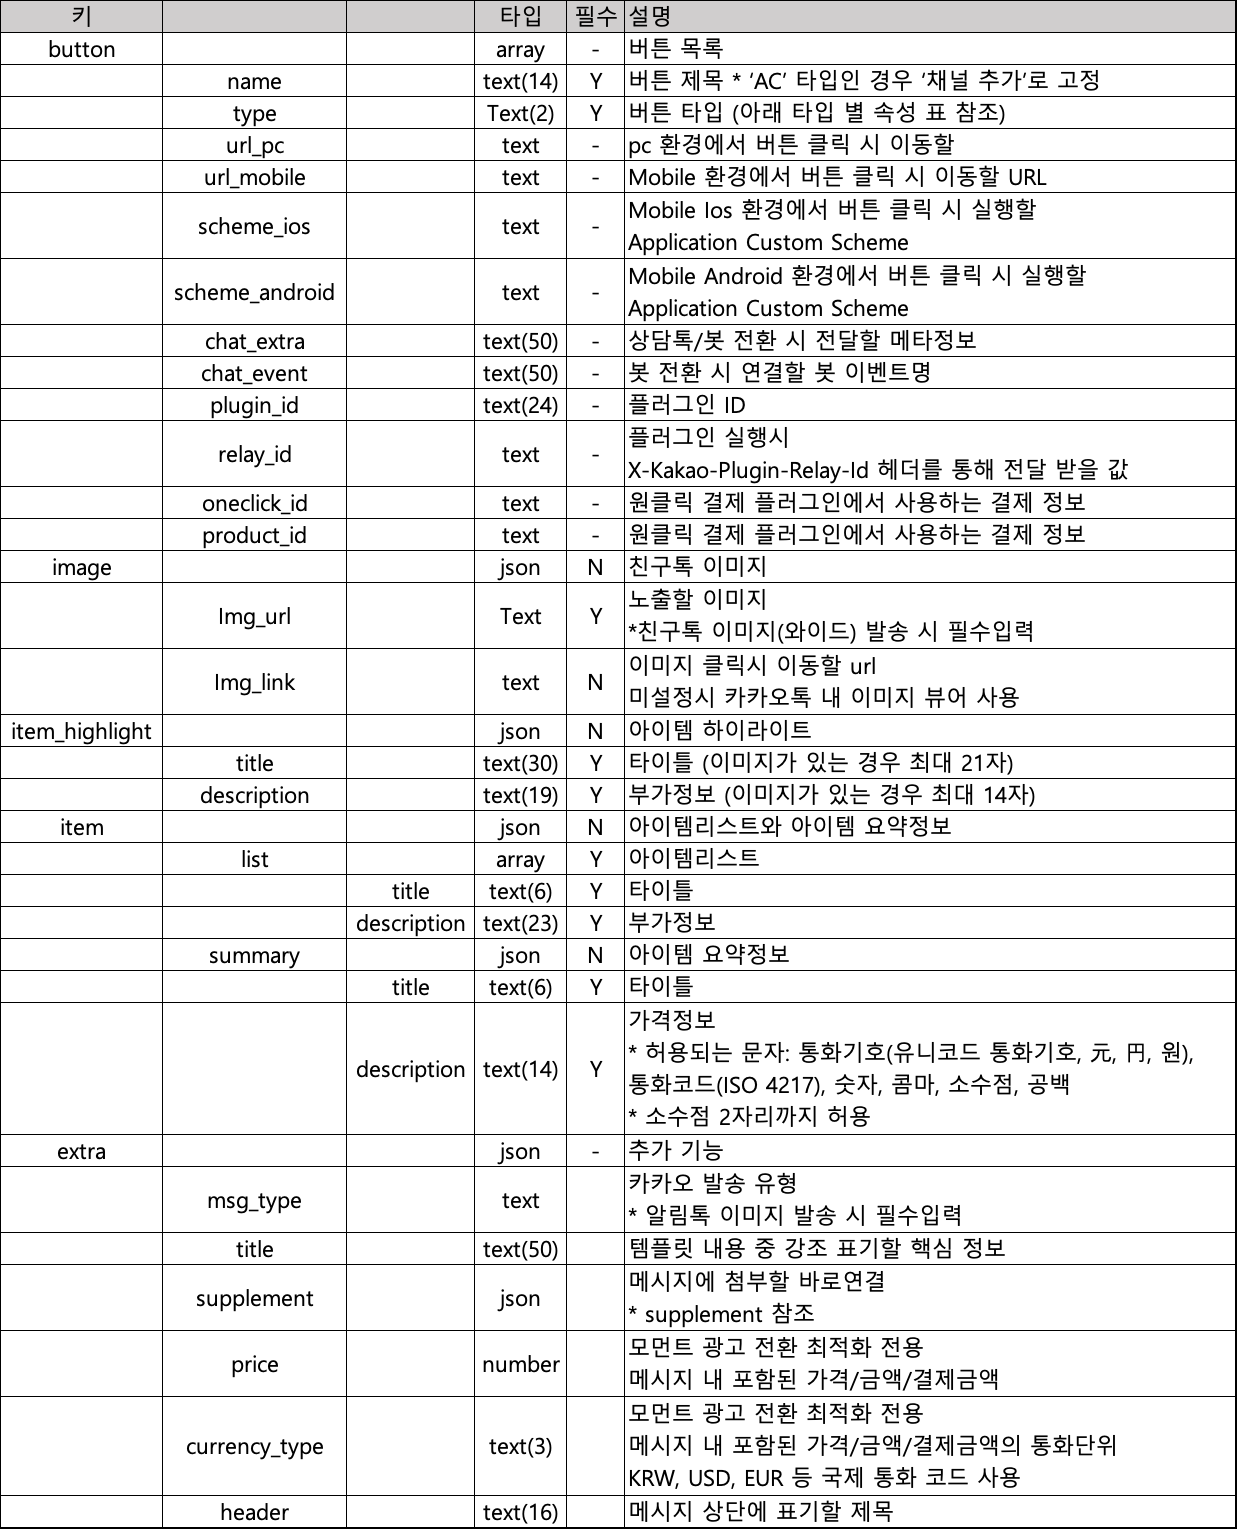 키 타입 필수 설명
button array - 버튼 목록
name text(14) Y 버튼 제목 * ‘AC’ 타입인 경우 ‘채널 추가’로 고정
type Text(2) Y 버튼 타입 (아래 타입 별 속성 표 참조)
url_pc text - pc 환경에서 버튼 클릭 시 이동할
url_mobile text - Mobile 환경에서 버튼 클릭 시 이동할 URL
scheme_ios text - Mobile Ios 환경에서 버튼 클릭 시 실행할
Application Custom Scheme
scheme_android text - Mobile Android 환경에서 버튼 클릭 시 실행할
Application Custom Scheme
chat_extra text(50) - 상담톡/봇 전환 시 전달할 메타정보
chat_event text(50) - 봇 전환 시 연결할 봇 이벤트명
plugin_id text(24) - 플러그인 ID
relay_id text - 플러그인 실행시
X-Kakao-Plugin-Relay-Id 헤더를 통해 전달 받을 값
oneclick_id text - 원클릭 결제 플러그인에서 사용하는 결제 정보
product_id text - 원클릭 결제 플러그인에서 사용하는 결제 정보
image json N 친구톡 이미지
Img_url Text Y 노출할 이미지
*친구톡 이미지(와이드) 발송 시 필수입력
Img_link text N 이미지 클릭시 이동할 url
미설정시 카카오톡 내 이미지 뷰어 사용
item_highlight json N 아이템 하이라이트
title text(30) Y 타이틀 (이미지가 있는 경우 최대 21자)
description text(19) Y 부가정보 (이미지가 있는 경우 최대 14자)
item json N 아이템리스트와 아이템 요약정보
list array Y 아이템리스트
title text(6) Y 타이틀
description text(23) Y 부가정보
summary json N 아이템 요약정보
title text(6) Y 타이틀
description text(14) Y 가격정보
* 허용되는 문자: 통화기호(유니코드 통화기호, 元, 円, 원),
통화코드(ISO 4217), 숫자, 콤마, 소수점, 공백
* 소수점 2자리까지 허용
extra json - 추가 기능
msg_type text 카카오 발송 유형
* 알림톡 이미지 발송 시 필수입력
title text(50) 템플릿 내용 중 강조 표기할 핵심 정보
supplement json 메시지에 첨부할 바로연결
* supplement 참조
price number 모먼트 광고 전환 최적화 전용
메시지 내 포함된 가격/금액/결제금액
currency_type text(3) 모먼트 광고 전환 최적화 전용
메시지 내 포함된 가격/금액/결제금액의 통화단위
KRW, USD, EUR 등 국제 통화 코드 사용
header text(16) 메시지 상단에 표기할 제목